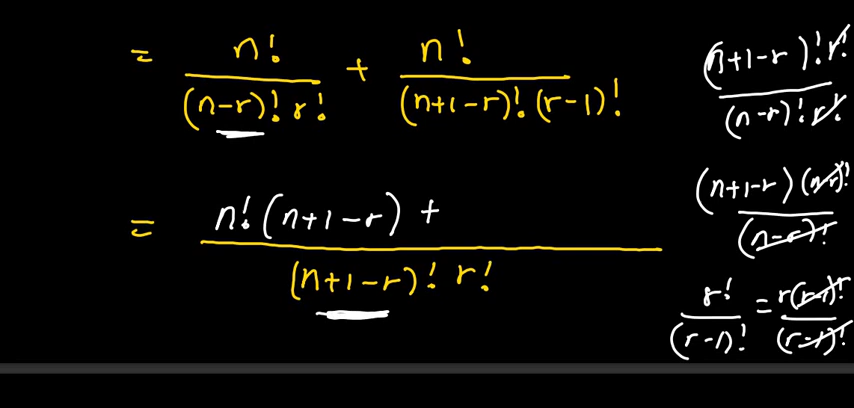 = n!/((n-r)! r!) + n!/((n+1-r)! (r-1)!)
= (n!(n+1-r) +)/((n+1-r)! r!)
((n+1-r)! r!)/((n-r)! r!)
((n+1-r)(n-r)!)/((n-r)!)
r!/((r-1)!) = (r(r-1)!)/((r-1)!)